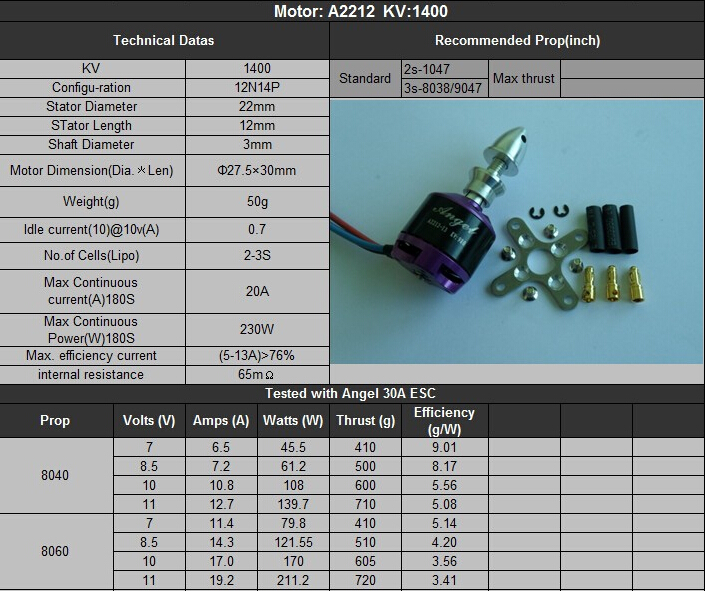 Motor: A2212 KV:1400
Technical Datas
Recommended Prop(inch)
KV 1400
Configu-ration 12N14P
Stator Diameter 22mm
STator Length 12mm
Shaft Diameter 3mm
Motor Dimension(Dia.※Len) Φ27.5×30mm
Weight(g) 50g
Idle current(10)@10v(A) 0.7
No.of Cells(Lipo) 2-3S
Max Continuous
current(A)180S 20A
Max Continuous
Power(W)180S 230W
Max. efficiency current (5-13A)>76%
internal resistance 65mΩ
Standard 2s-1047 Max thrust
3s-8038/9047
Angel
A2212-13
Tested with Angel 30A ESC
Prop Volts (V) Amps (A) Watts (W) Thrust (g) Efficiency
(g/W)
8040
7 6.5 45.5 410 9.01
8.5 7.2 61.2 500 8.17
10 10.8 108 600 5.56
11 12.7 139.7 710 5.08
8060
7 11.4 79.8 410 5.14
8.5 14.3 121.55 510 4.20
10 17.0 170 605 3.56
11 19.2 211.2 720 3.41